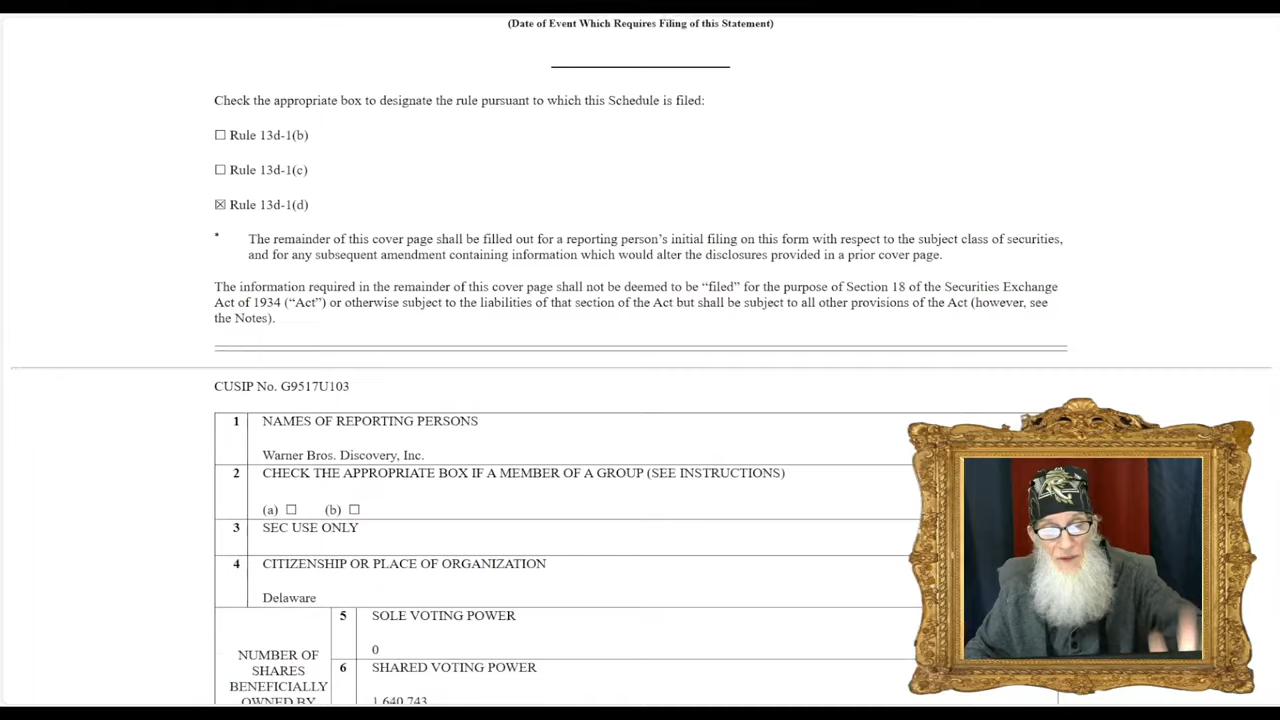 (Date of Event Which Requires Filing of this Statement)
Check the appropriate box to designate the rule pursuant to which this Schedule is filed:
☐ Rule 13d-1(b)
☐ Rule 13d-1(c)
☒ Rule 13d-1(d)
* The remainder of this cover page shall be filled out for a reporting person’s initial filing on this form with respect to the subject class of securities,
and for any subsequent amendment containing information which would alter the disclosures provided in a prior cover page.
The information required in the remainder of this cover page shall not be deemed to be “filed” for the purpose of Section 18 of the Securities Exchange
Act of 1934 (“Act”) or otherwise subject to the liabilities of that section of the Act but shall be subject to all other provisions of the Act (however, see
the Notes).
CUSIP No. G9517U103
1 NAMES OF REPORTING PERSONS
Warner Bros. Discovery, Inc.
2 CHECK THE APPROPRIATE BOX IF A MEMBER OF A GROUP (SEE INSTRUCTIONS)
(a) ☐ (b) ☐
3 SEC USE ONLY
4 CITIZENSHIP OR PLACE OF ORGANIZATION
Delaware
NUMBER OF
SHARES
BENEFICIALLY
OWNED BY
5 SOLE VOTING POWER
0
6 SHARED VOTING POWER
1,640,743